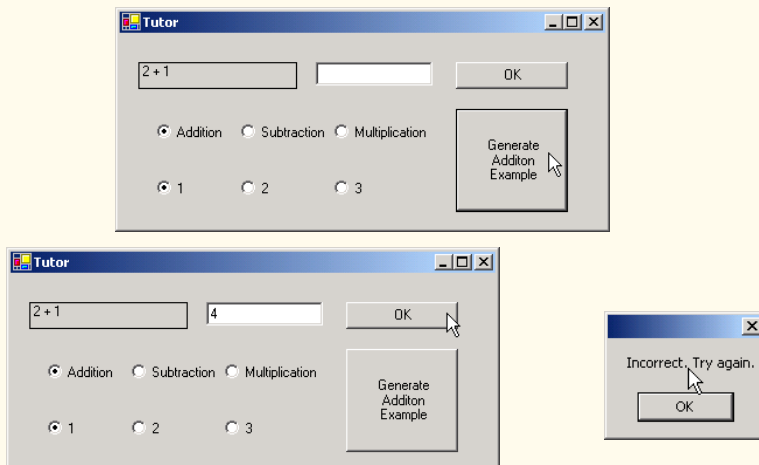 Tutor
2 + 1
OK
Addition Subtraction Multiplication
Generate
Additon
Example
1 2 3
Tutor
2 + 1 4 OK
Addition Subtraction Multiplication
Generate
Additon
Example
1 2 3
Incorrect. Try again.
OK